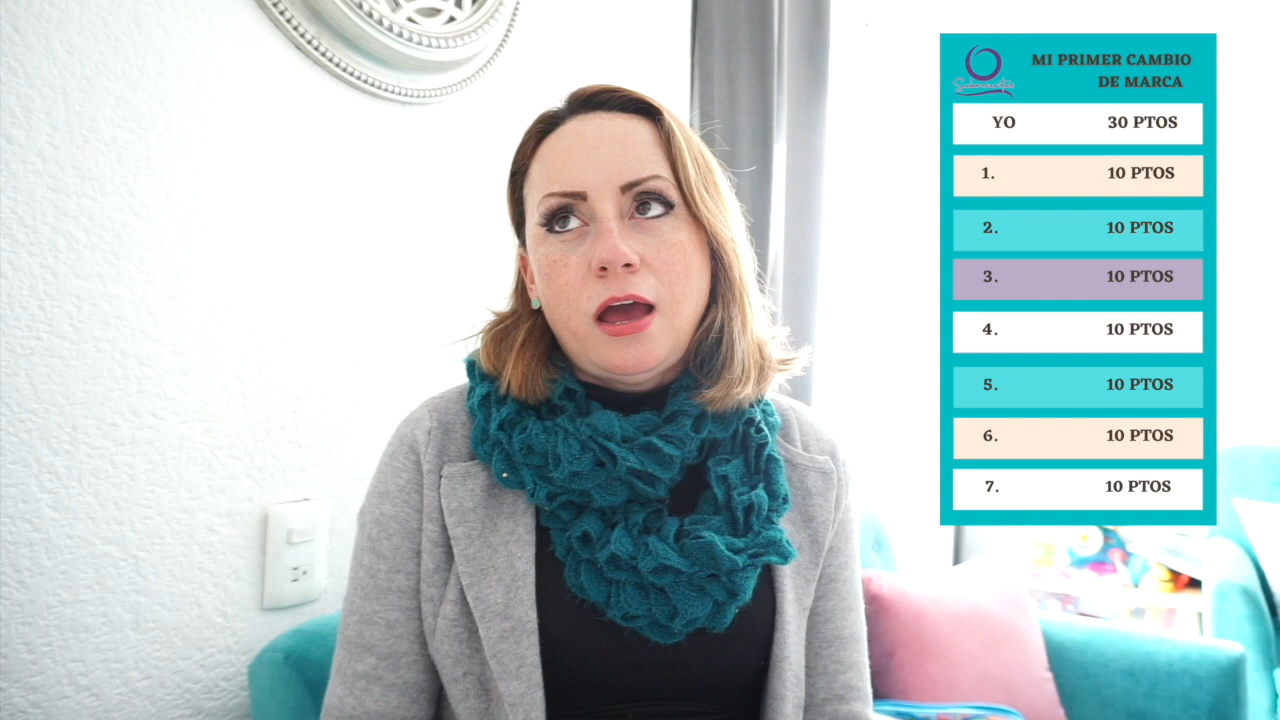 MI PRIMER CAMBIO
DE MARCA
YO 30 PTOS
1. 10 PTOS
2. 10 PTOS
3. 10 PTOS
4. 10 PTOS
5. 10 PTOS
6. 10 PTOS
7. 10 PTOS